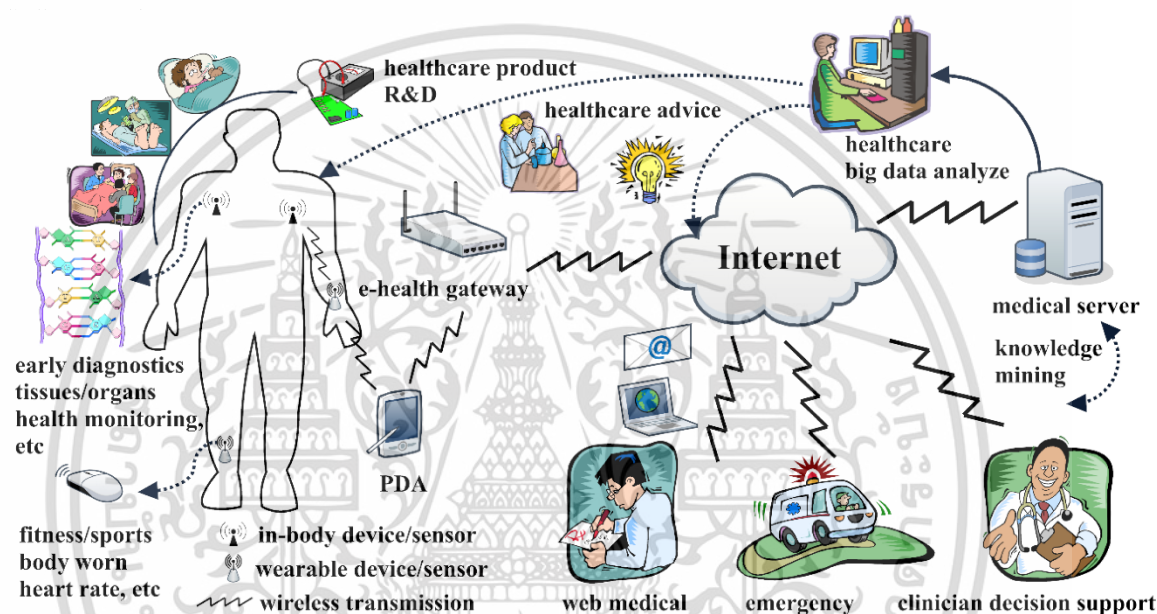 healthcare product
R&D
healthcare advice
healthcare
big data analyze
Internet
e-health gateway
medical server
knowledge
mining
early diagnostics
tissues/organs
health monitoring,
etc
@
PDA
fitness/sports
body worn
heart rate, etc
in-body device/sensor
wearable device/sensor
wireless transmission
web medical
emergency
clinician decision support